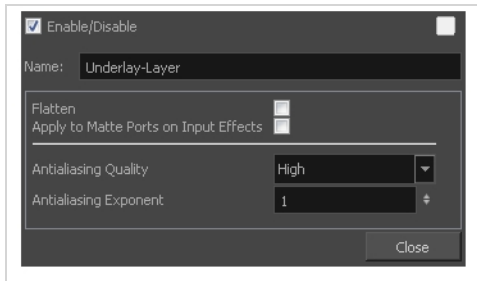 Enable/Disable
Name: Underlay-Layer
Flatten
Apply to Matte Ports on Input Effects
Antialiasing Quality High
Antialiasing Exponent 1
Close